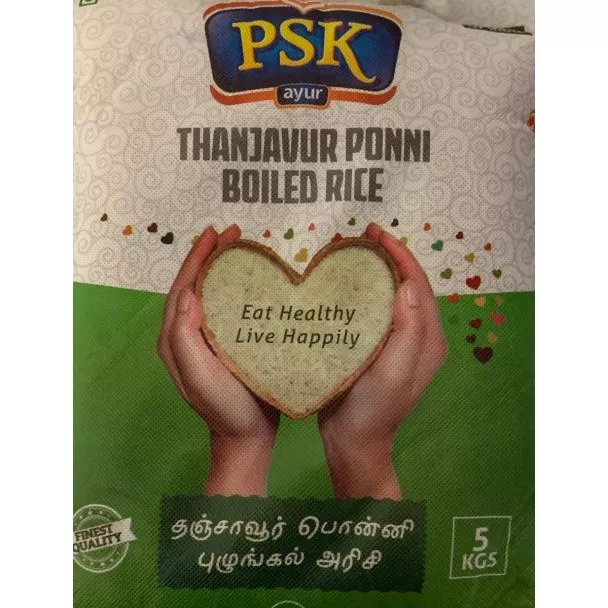 PSK
ayur
THANJAVUR PONNI
BOILED RICE
Eat Healthy
Live Happily
FINEST
QUALITY
தஞ்சாவூர் பொன்னி
புழுங்கல் அரிசி
5
KGS